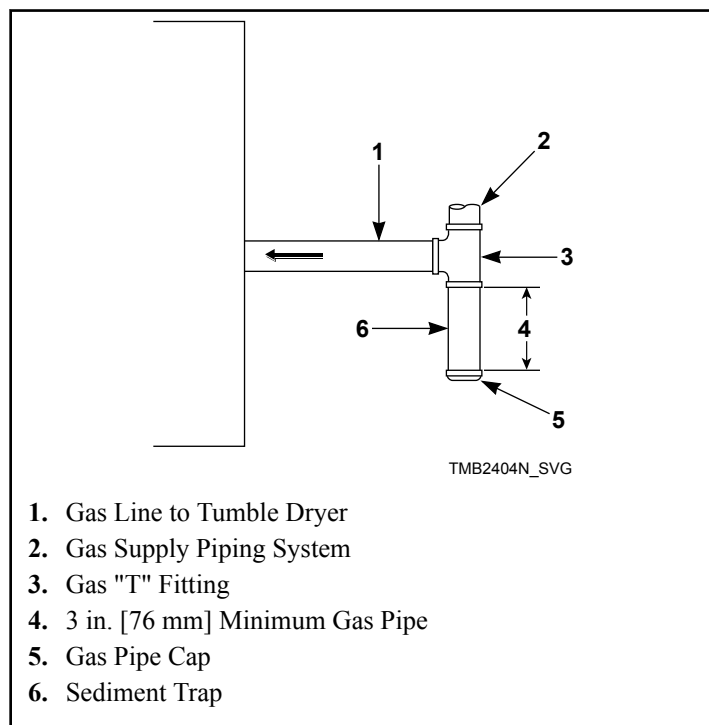 1
2
3
6
4
5
TMB2404N_SVG
1. Gas Line to Tumble Dryer
2. Gas Supply Piping System
3. Gas "T" Fitting
4. 3 in. [76 mm] Minimum Gas Pipe
5. Gas Pipe Cap
6. Sediment Trap